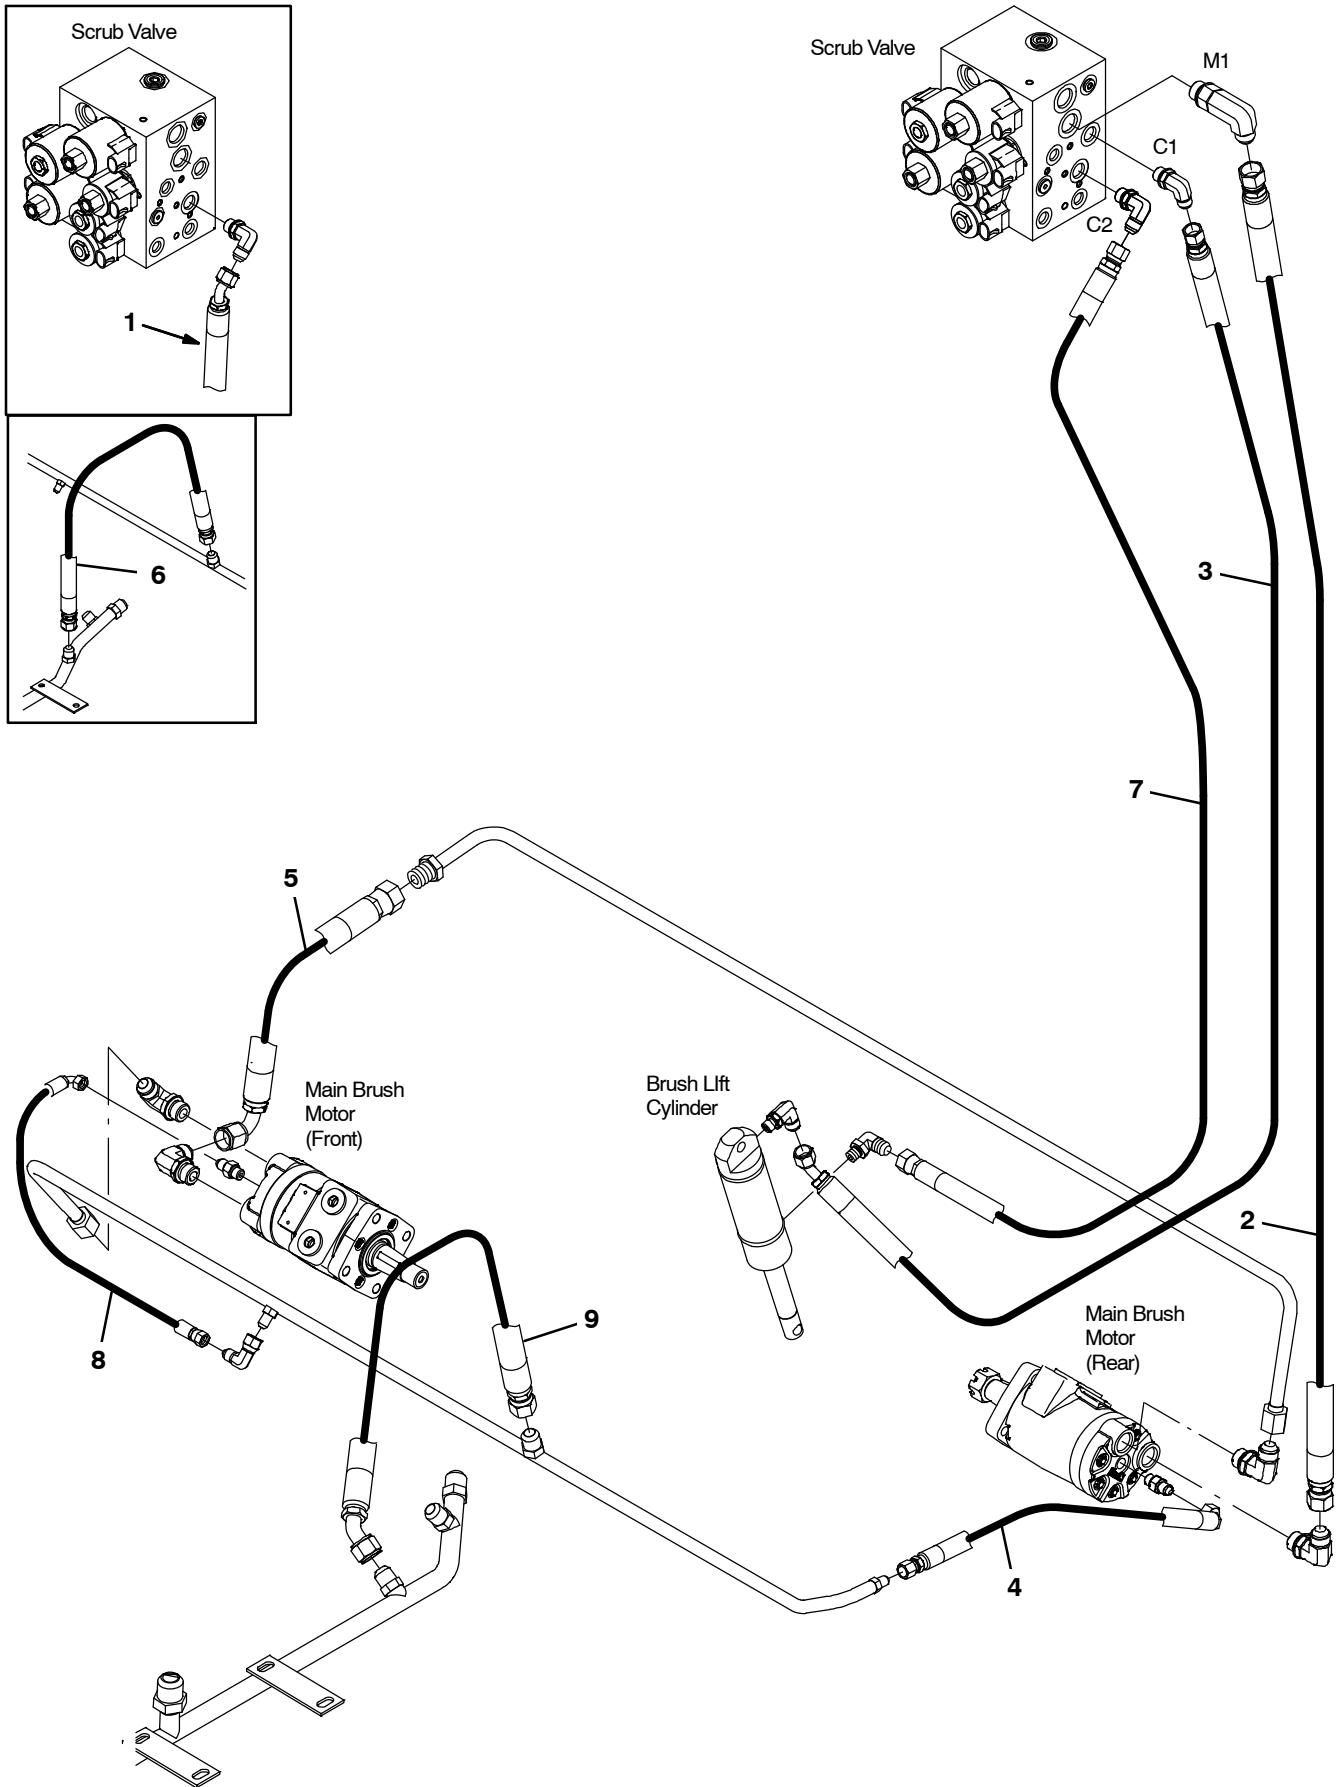 Scrub Valve
1
6
Scrub Valve
M1
C1
C2
3
7
5
Main Brush
Motor
(Front)
Brush LIft
Cylinder
2
Main Brush
Motor
(Rear)
8
9
4